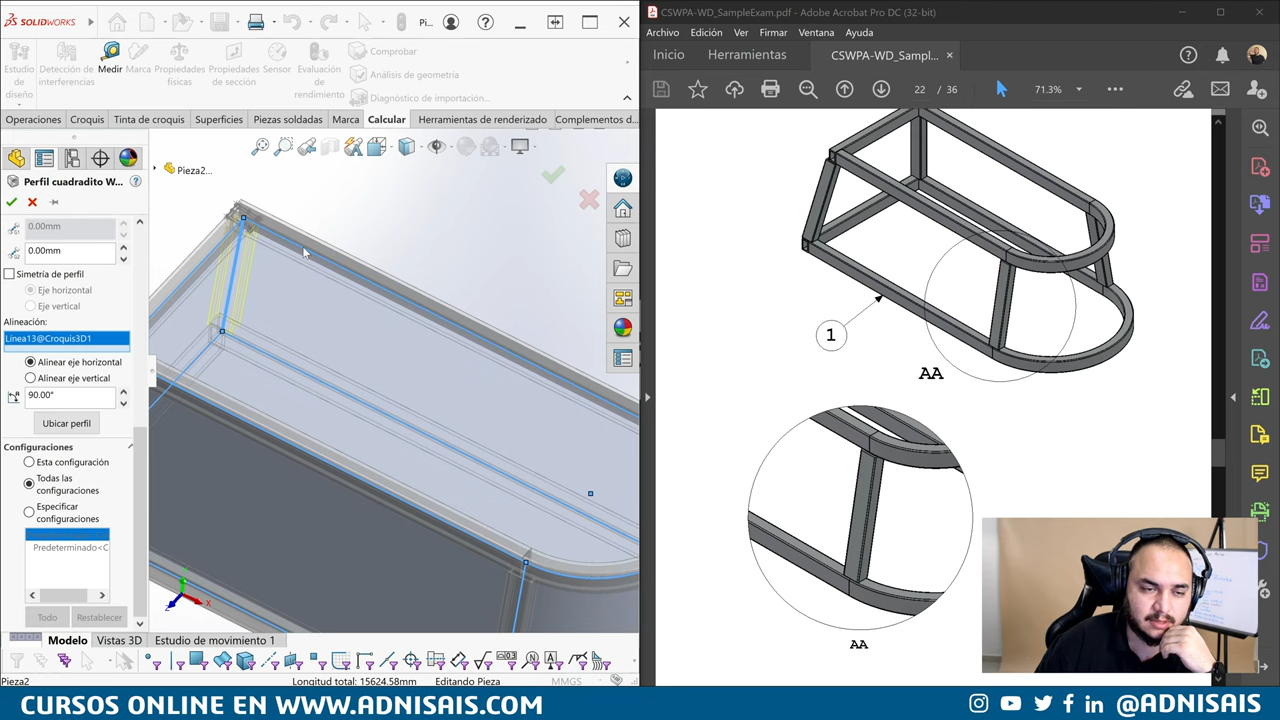 SOLIDWORKS
Pi...
CSWPA-WD_SampleExam.pdf - Adobe Acrobat Pro DC (32-bit)
Archivo Edición Ver Firmar Ventana Ayuda
Inicio Herramientas CSWPA-WD_Sampl...
22 / 36 71.3%
Estudio de diseño
Detección de interferencias
Medir
Marca
Propiedades físicas
Propiedades de sección
Sensor
Evaluación de rendimiento
Comprobar
Análisis de geometría
Diagnóstico de importación...
Operaciones Croquis Tinta de croquis Superficies Piezas soldadas Marca Calcular Herramientas de renderizado Complementos d...
Pieza2...
Perfil cuadradito W...
0.00mm
0.00mm
Simetría de perfil
Eje horizontal
Eje vertical
Alineación:
Línea13@Croquis3D1
Alinear eje horizontal
Alinear eje vertical
90.00°
Ubicar perfil
Configuraciones
Esta configuración
Todas las configuraciones
Especificar configuraciones
Predeterminado<C
Todo Restablecer
Y
X
Z
1
AA
AA
Modelo Vistas 3D Estudio de movimiento 1
Pieza2 Longitud total: 15624.58mm Editando Pieza MMGS
CURSOS ONLINE EN WWW.ADNISAIS.COM
@ADNISAIS